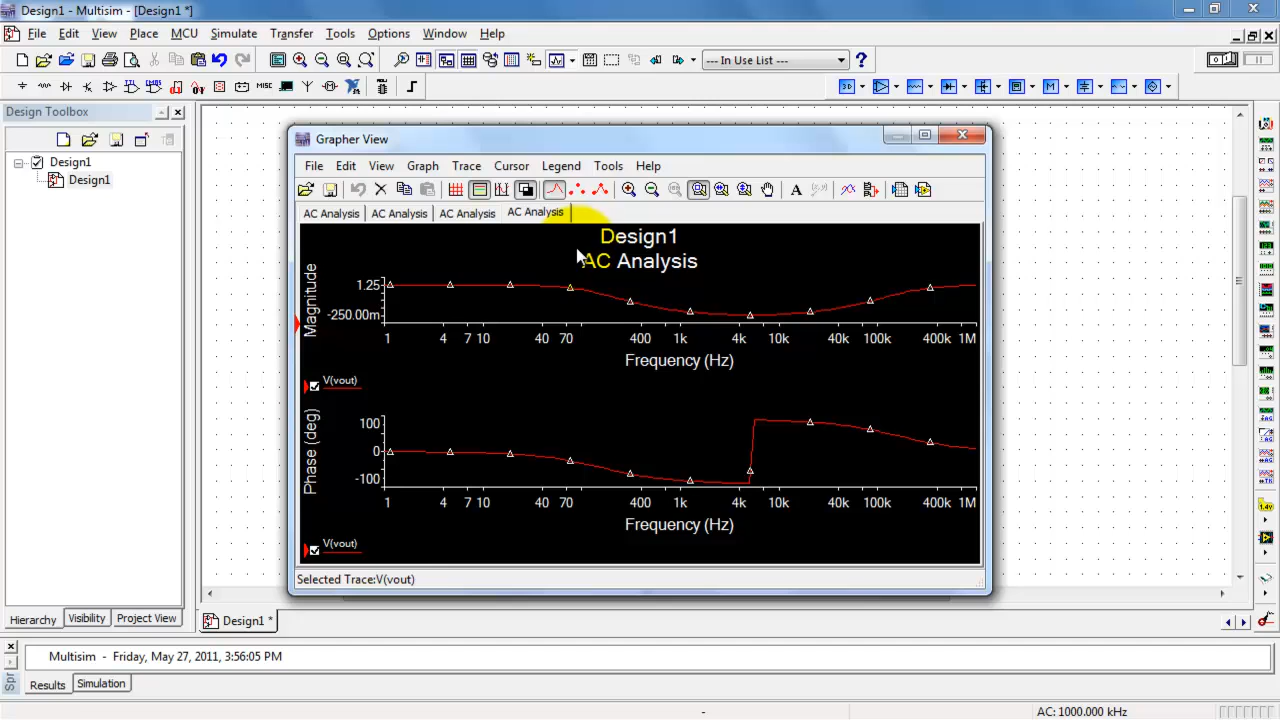 Design1 - Multisim - [Design1 *]
File Edit View Place MCU Simulate Transfer Tools Options Window Help
--- In Use List ---
Design Toolbox
Design1
Design1
Grapher View
File Edit View Graph Trace Cursor Legend Tools Help
AC Analysis AC Analysis AC Analysis AC Analysis
Design1
AC Analysis
Magnitude
1.25
-250.00m
1 4 7 10 40 70 400 1k 4k 10k 40k 100k 400k 1M
Frequency (Hz)
V(vout)
Phase (deg)
100
0
-100
1 4 7 10 40 70 400 1k 4k 10k 40k 100k 400k 1M
Frequency (Hz)
V(vout)
Selected Trace:V(vout)
Hierarchy Visibility Project View
Design1 *
Multisim - Friday, May 27, 2011, 3:56:05 PM
Spr
Results Simulation
- AC: 1000.000 kHz